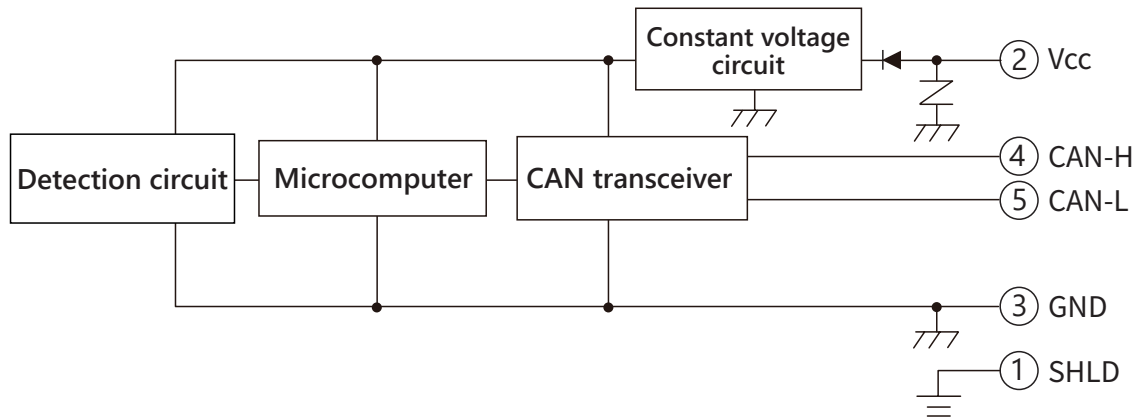 Constant voltage
circuit
② Vcc
Detection circuit
Microcomputer
CAN transceiver
④ CAN-H
⑤ CAN-L
③ GND
① SHLD